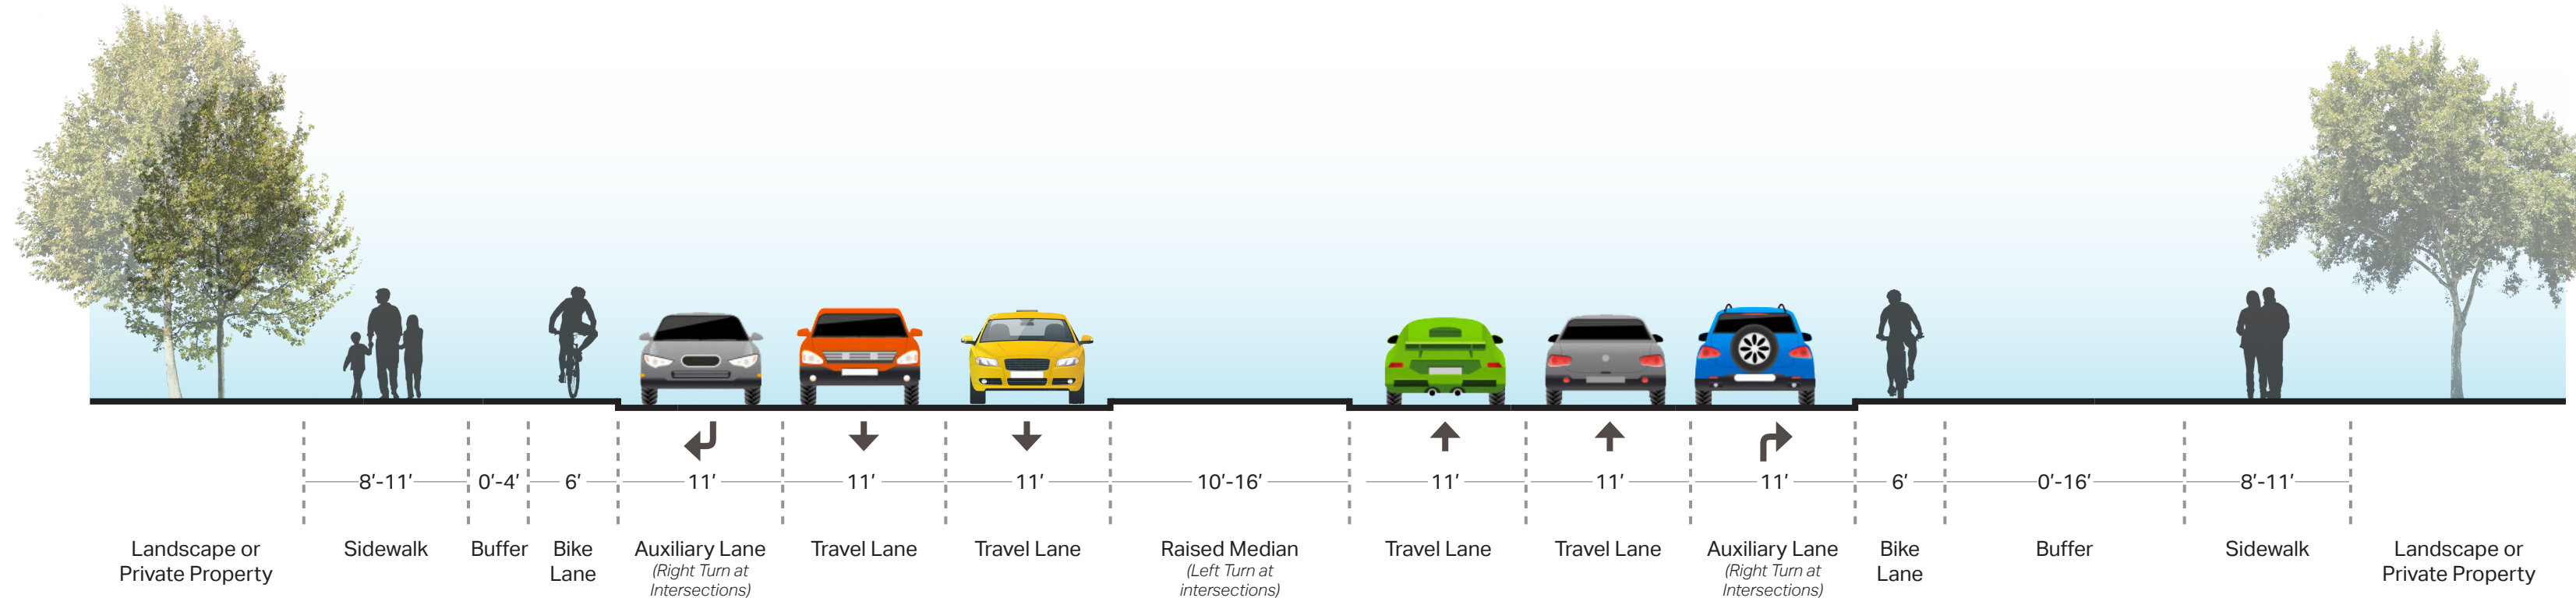 8’-11’ 0’-4’ 6’ 11’ 11’ 11’ 10’-16’ 11’ 11’ 11’ 6’ 0’-16’ 8’-11’
Landscape or
Private Property
Sidewalk
Buffer
Bike
Lane
Auxiliary Lane
(Right Turn at
Intersections)
Travel Lane
Travel Lane
Raised Median
(Left Turn at
intersections)
Travel Lane
Travel Lane
Auxiliary Lane
(Right Turn at
Intersections)
Bike
Lane
Buffer
Sidewalk
Landscape or
Private Property